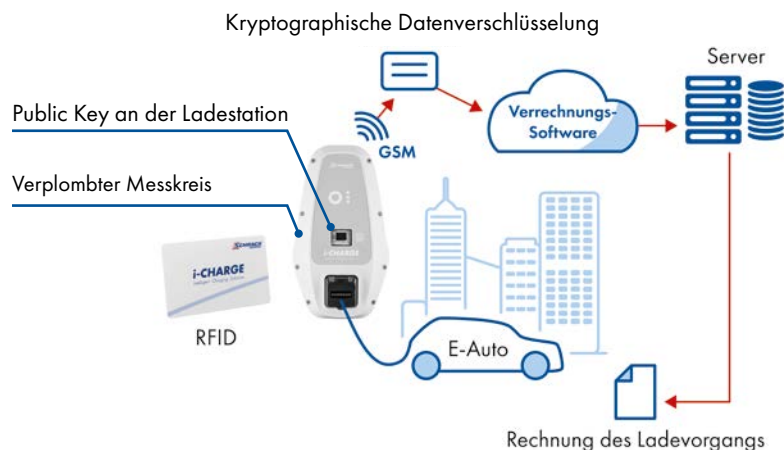 Kryptographische Datenverschlüsselung
Server
Public Key an der Ladestation
Verrechnungs-
Software
GSM
Verplombter Messkreis
SCHRACK
i-CHARGE
i-CHARGE
RFID
E-Auto
Rechnung des Ladevorgangs